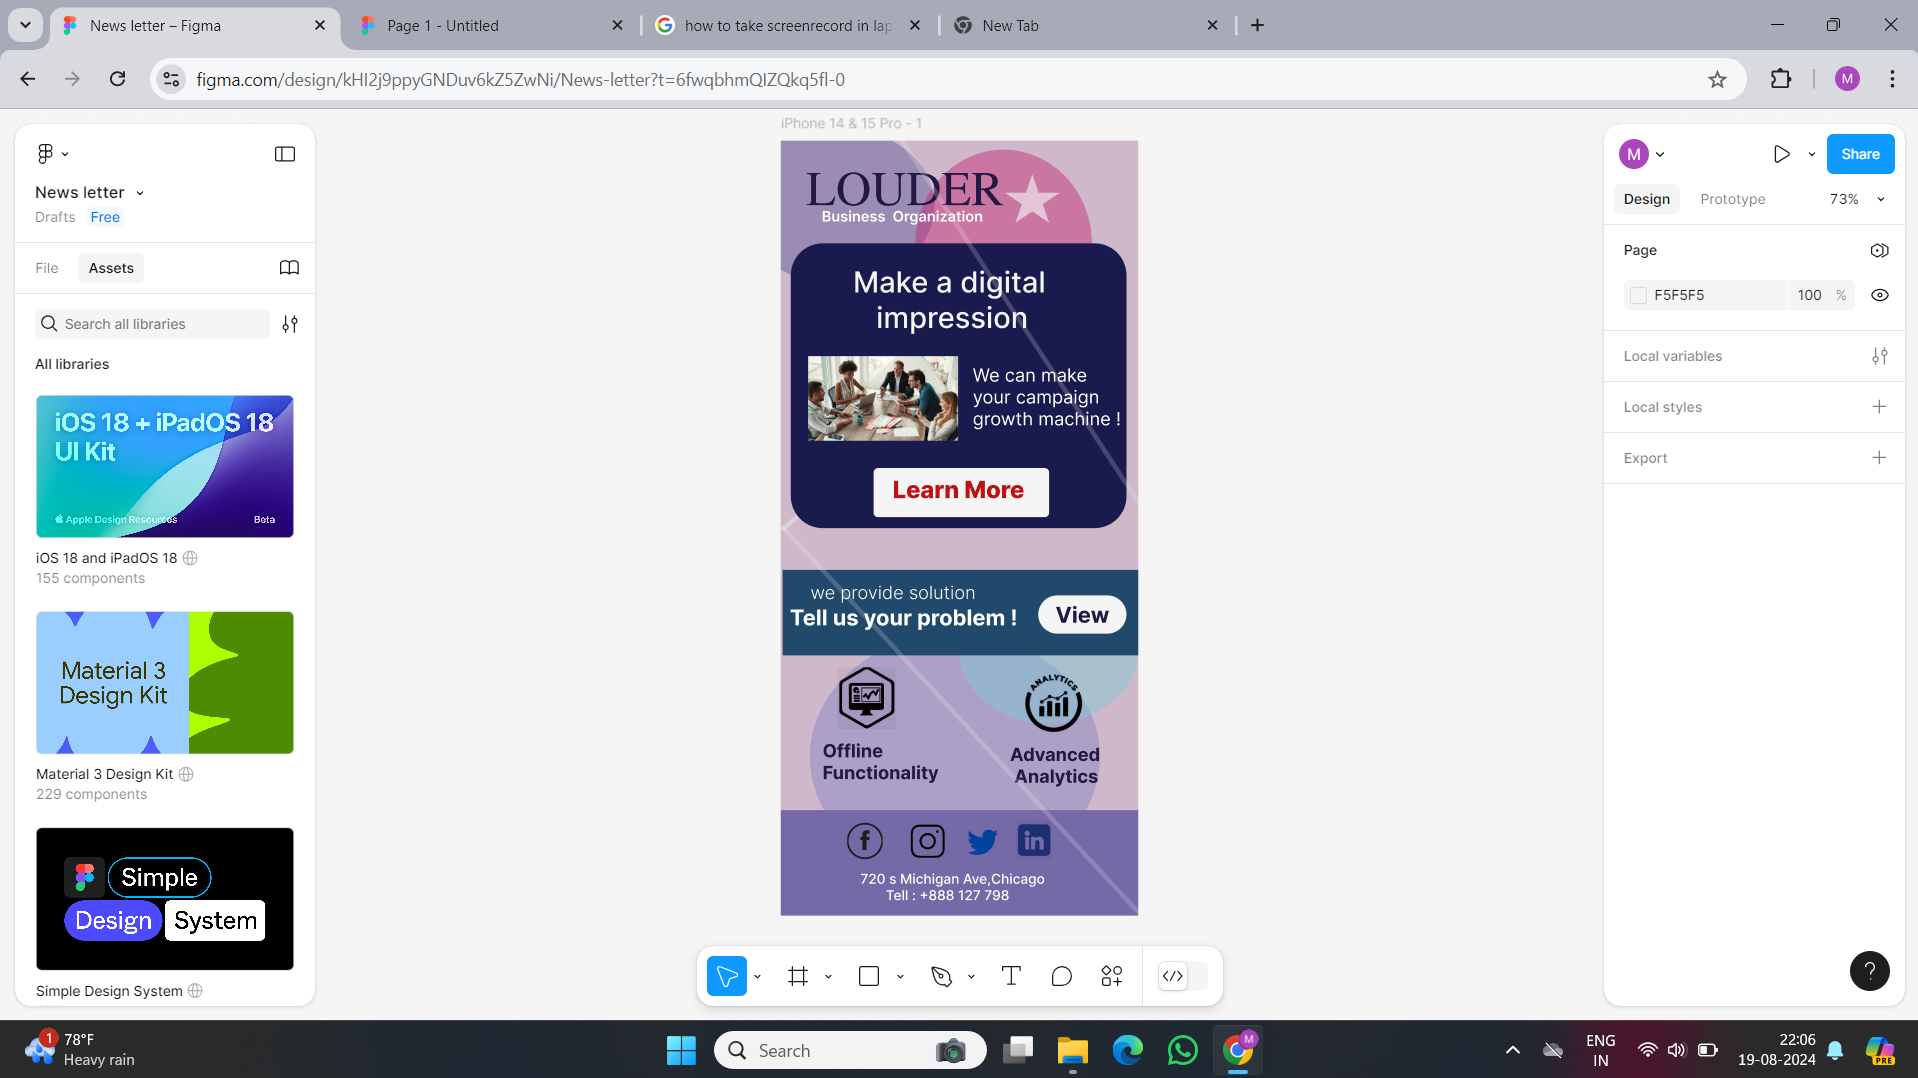 News letter – Figma
Page 1 - Untitled
how to take screenrecord in lap
New Tab
figma.com/design/kHI2j9ppyGNDuv6kZ5ZwNi/News-letter?t=6fwqbhmQIZQkq5fl-0
M
News letter
Drafts
Free
File
Assets
Search all libraries
All libraries
iOS 18 + iPadOS 18
UI Kit
Apple Design Resources
Beta
iOS 18 and iPadOS 18
155 components
Material 3
Design Kit
Material 3 Design Kit
229 components
Simple
Design
System
Simple Design System
iPhone 14 & 15 Pro - 1
LOUDER
Business Organization
Make a digital
impression
We can make
your campaign
growth machine !
Learn More
we provide solution
Tell us your problem !
View
ANALYTICS
Offline
Functionality
Advanced
Analytics
f
in
720 s Michigan Ave,Chicago
Tell : +888 127 798
M
Share
Design
Prototype
73%
Page
F5F5F5
100
%
Local variables
Local styles
Export
?
1
78°F
Heavy rain
Search
M
ENG
IN
22:06
19-08-2024
PRE